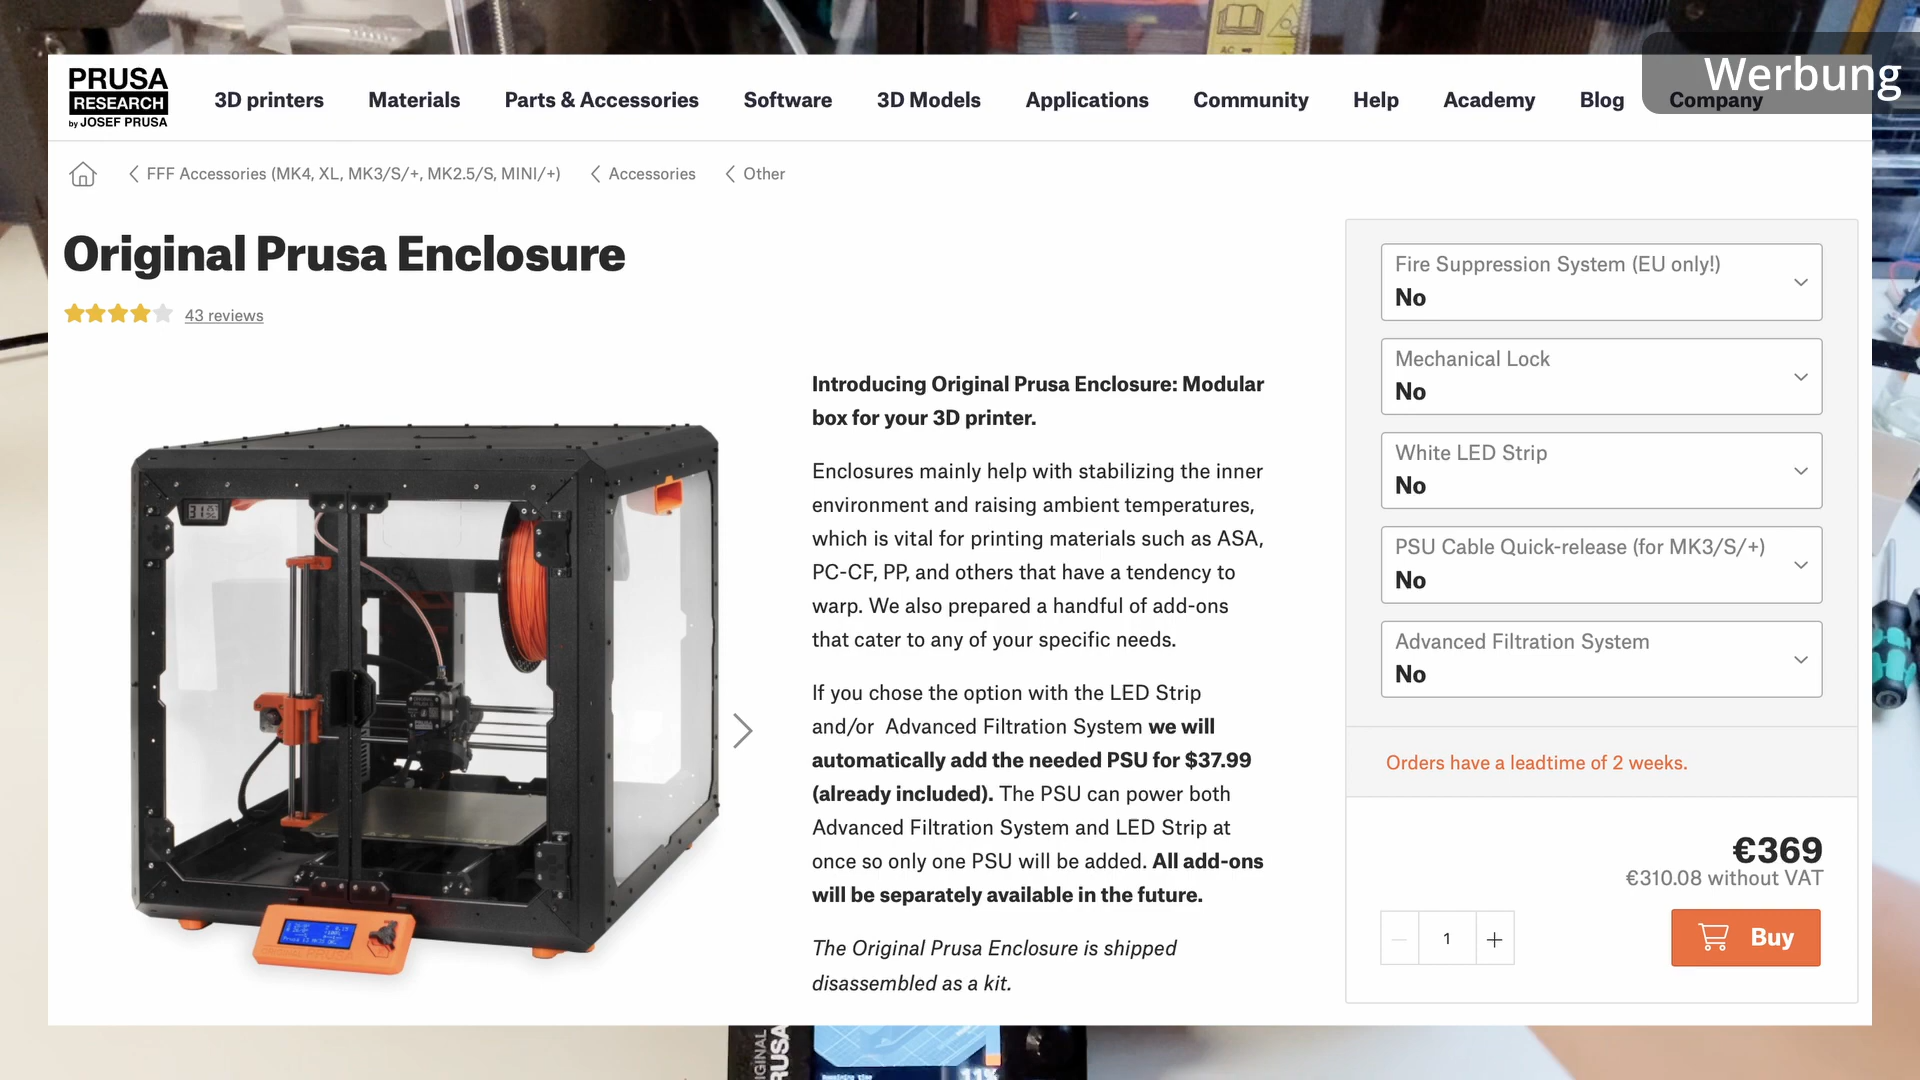 Werbung
PRUSA
RESEARCH
by JOSEF PRUSA
3D printers
Materials
Parts & Accessories
Software
3D Models
Applications
Community
Help
Academy
Blog
Company
FFF Accessories (MK4, XL, MK3/S/+, MK2.5/S, MINI/+)
Accessories
Other
Original Prusa Enclosure
43 reviews
Introducing Original Prusa Enclosure: Modular
box for your 3D printer.
Enclosures mainly help with stabilizing the inner
environment and raising ambient temperatures,
which is vital for printing materials such as ASA,
PC-CF, PP, and others that have a tendency to
warp. We also prepared a handful of add-ons
that cater to any of your specific needs.
If you chose the option with the LED Strip
and/or Advanced Filtration System we will
automatically add the needed PSU for $37.99
(already included). The PSU can power both
Advanced Filtration System and LED Strip at
once so only one PSU will be added. All add-ons
will be separately available in the future.
The Original Prusa Enclosure is shipped
disassembled as a kit.
Fire Suppression System (EU only!)
No
Mechanical Lock
No
White LED Strip
No
PSU Cable Quick-release (for MK3/S/+)
No
Advanced Filtration System
No
Orders have a leadtime of 2 weeks.
€369
€310.08 without VAT
1
Buy
PRUSA
AC